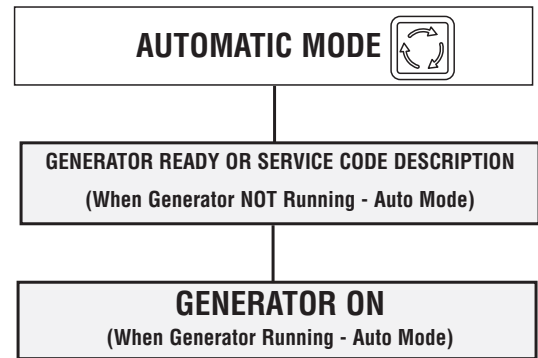 AUTOMATIC MODE
GENERATOR READY OR SERVICE CODE DESCRIPTION
(When Generator NOT Running - Auto Mode)
GENERATOR ON
(When Generator Running - Auto Mode)